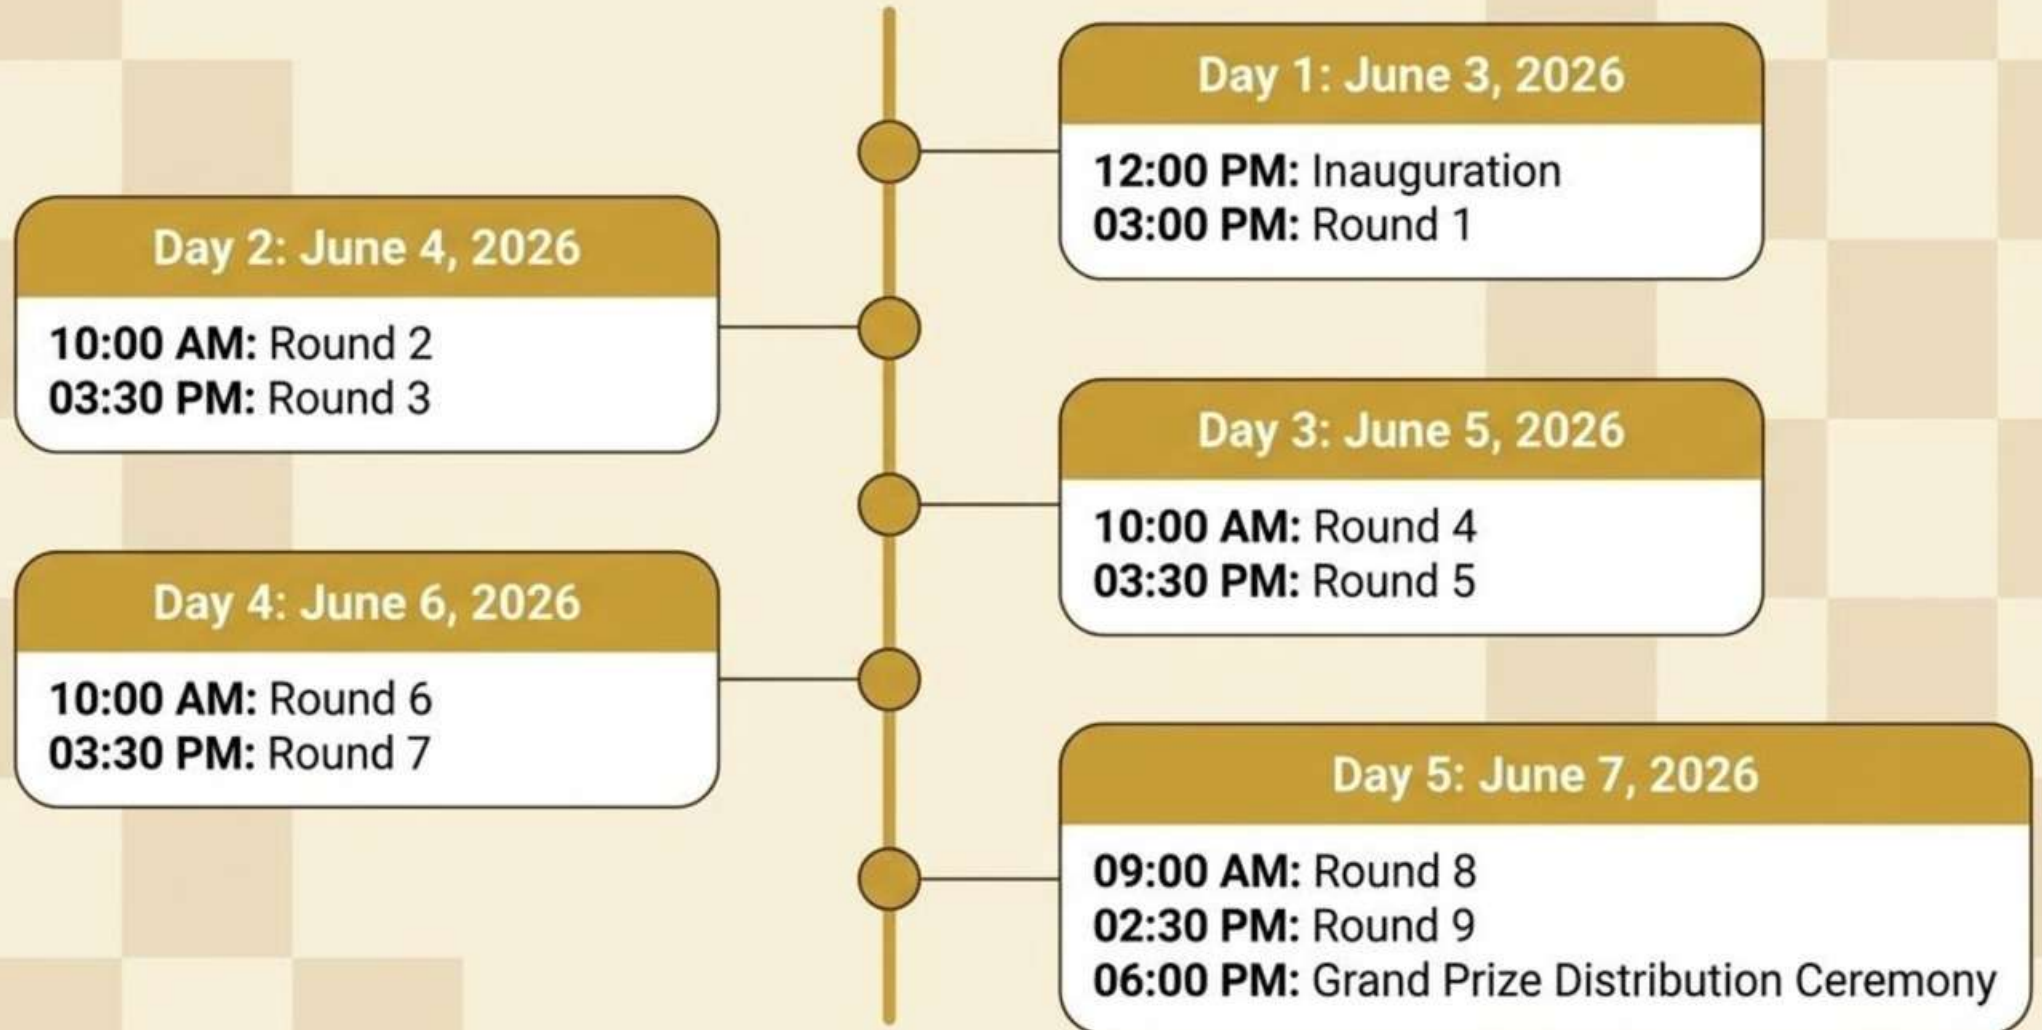 Day 1: June 3, 2026
12:00 PM: Inauguration
03:00 PM: Round 1
Day 2: June 4, 2026
10:00 AM: Round 2
03:30 PM: Round 3
Day 3: June 5, 2026
10:00 AM: Round 4
03:30 PM: Round 5
Day 4: June 6, 2026
10:00 AM: Round 6
03:30 PM: Round 7
Day 5: June 7, 2026
09:00 AM: Round 8
02:30 PM: Round 9
06:00 PM: Grand Prize Distribution Ceremony